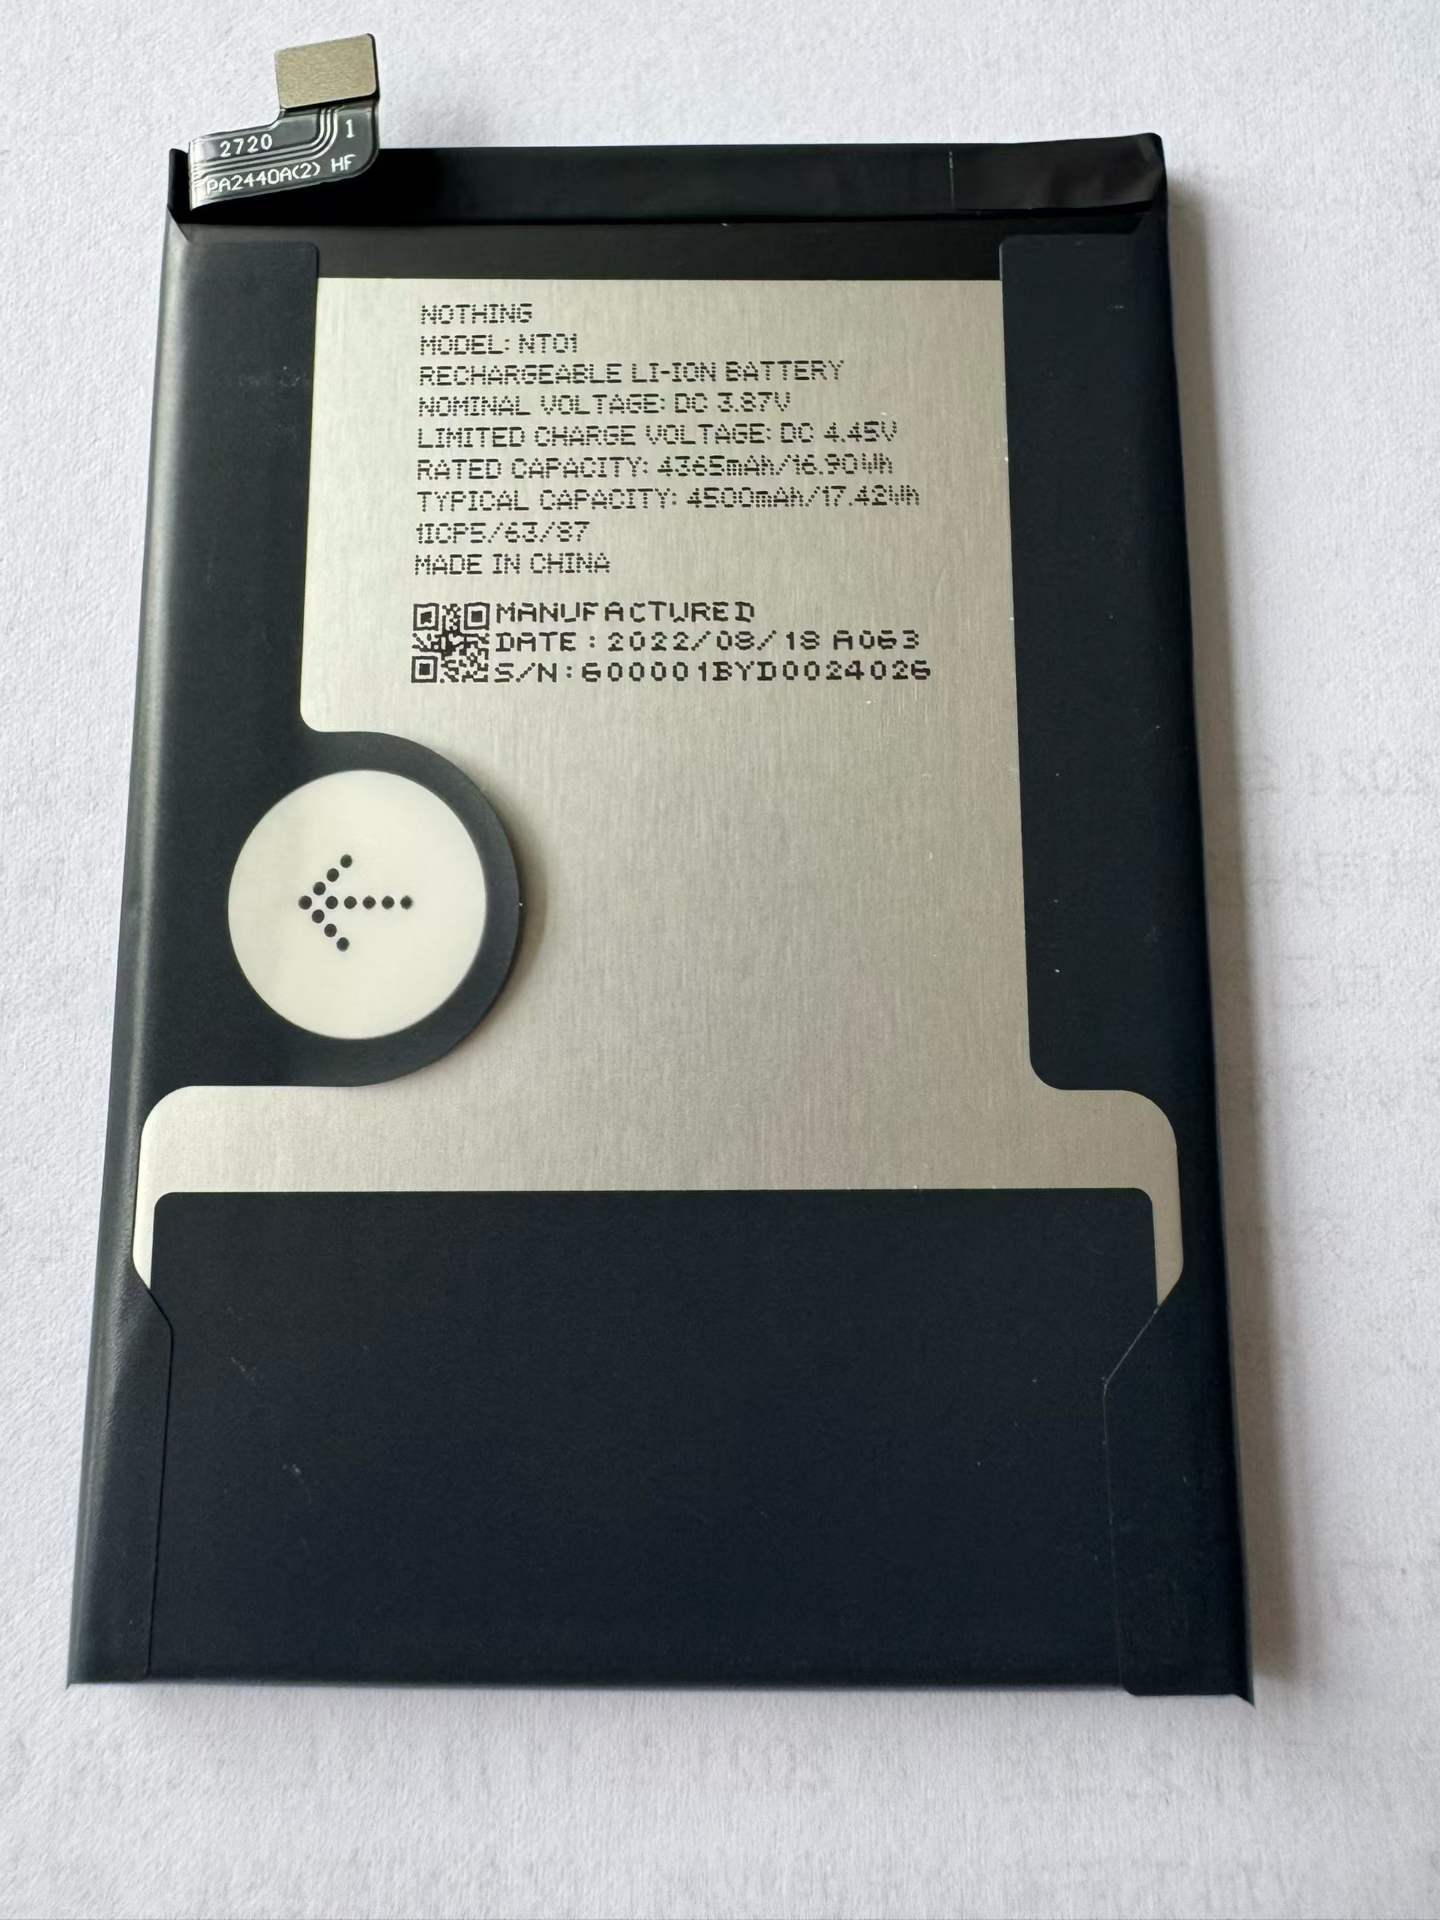 2720 1
PA2440A(2) HF
NOTHING
MODEL: NT01
RECHARGEABLE LI-ION BATTERY
NOMINAL VOLTAGE: DC 3.87V
LIMITED CHARGE VOLTAGE: DC 4.45V
RATED CAPACITY: 4365mAh/16.90Wh
TYPICAL CAPACITY: 4500mAh/17.42Wh
1ICP5/63/87
MADE IN CHINA
MANUFACTURED
DATE : 2022/08/18 A063
S/N:600001BYD0024026